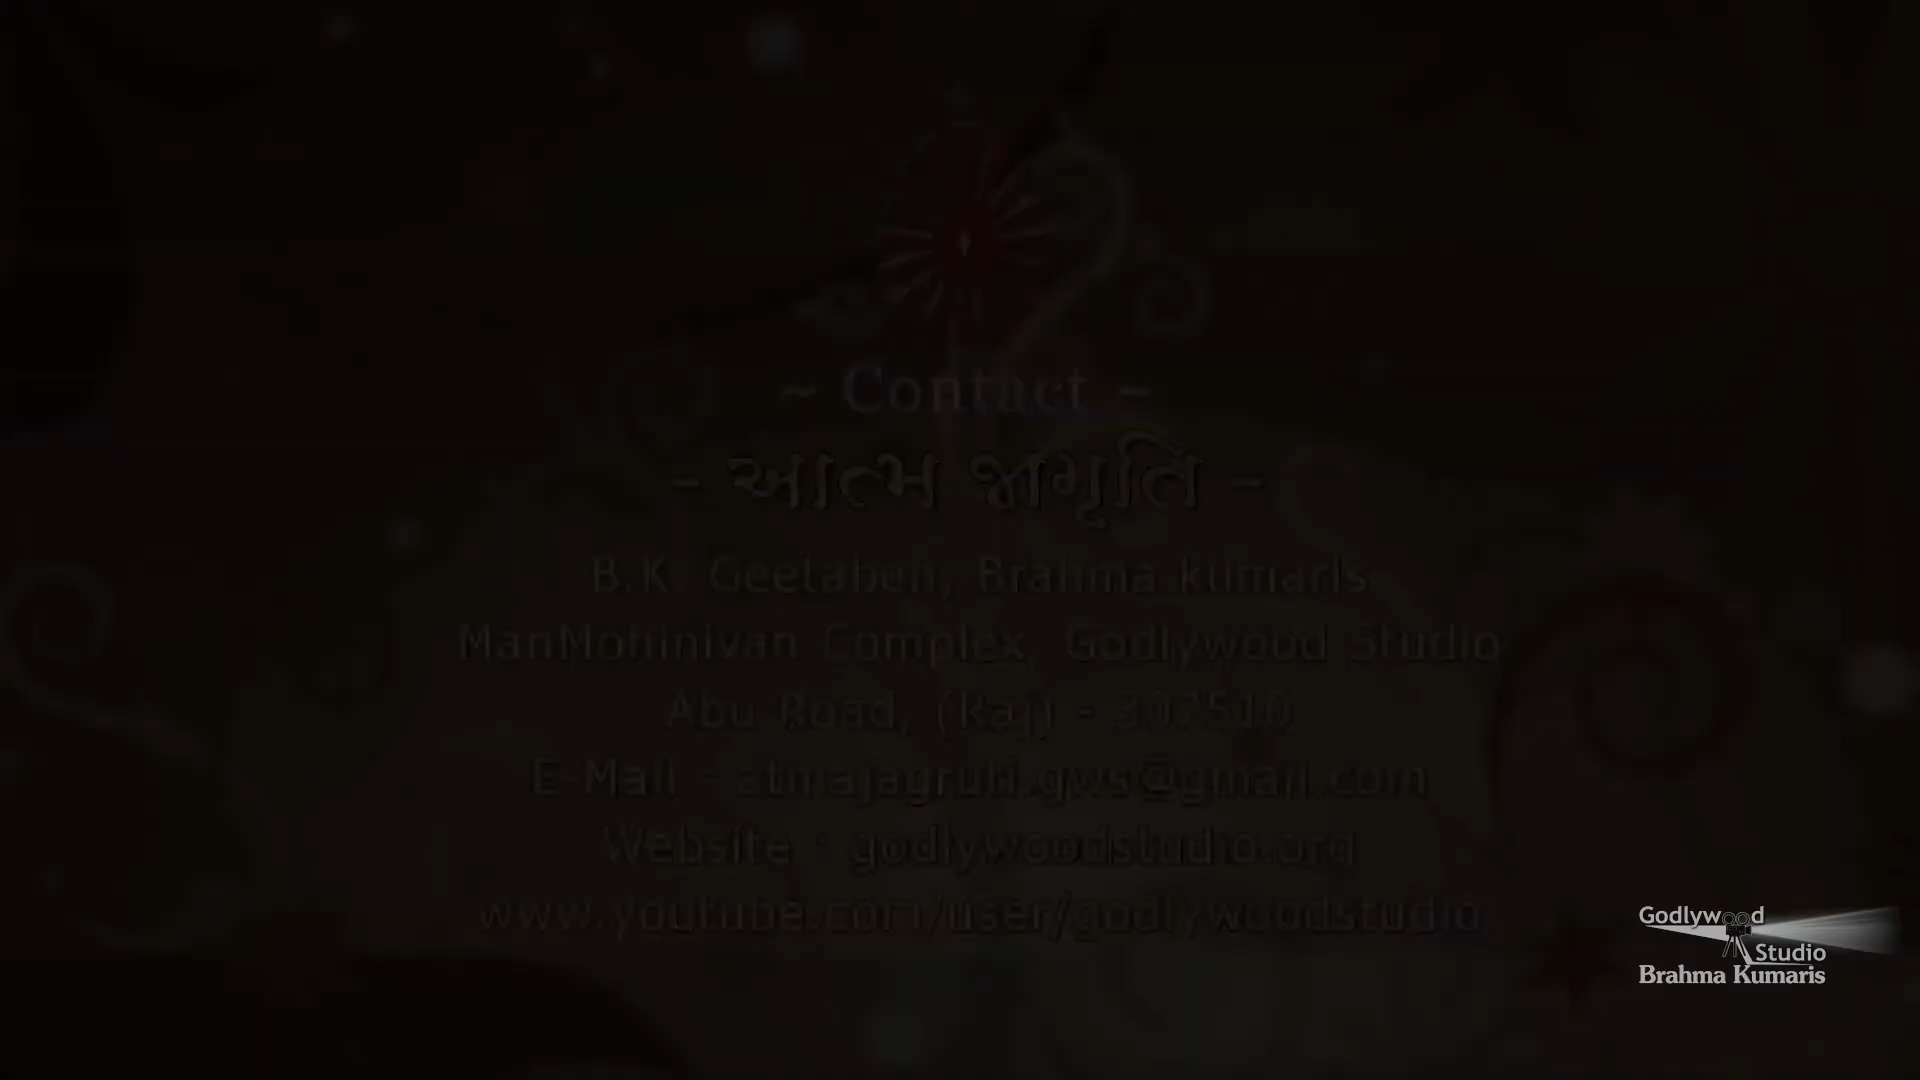 ~ Contact ~
- આત્મ જાગૃતિ -
B.K. Geetaben, Brahma kumaris
ManMohinivan Complex, Godlywood Studio
Abu Road, (Raj) - 307510
E-Mail - atmajagruti.gws@gmail.com
Website : godlywoodstudio.org
www.youtube.com/user/godlywoodstudio
Godlywood
Studio
Brahma Kumaris